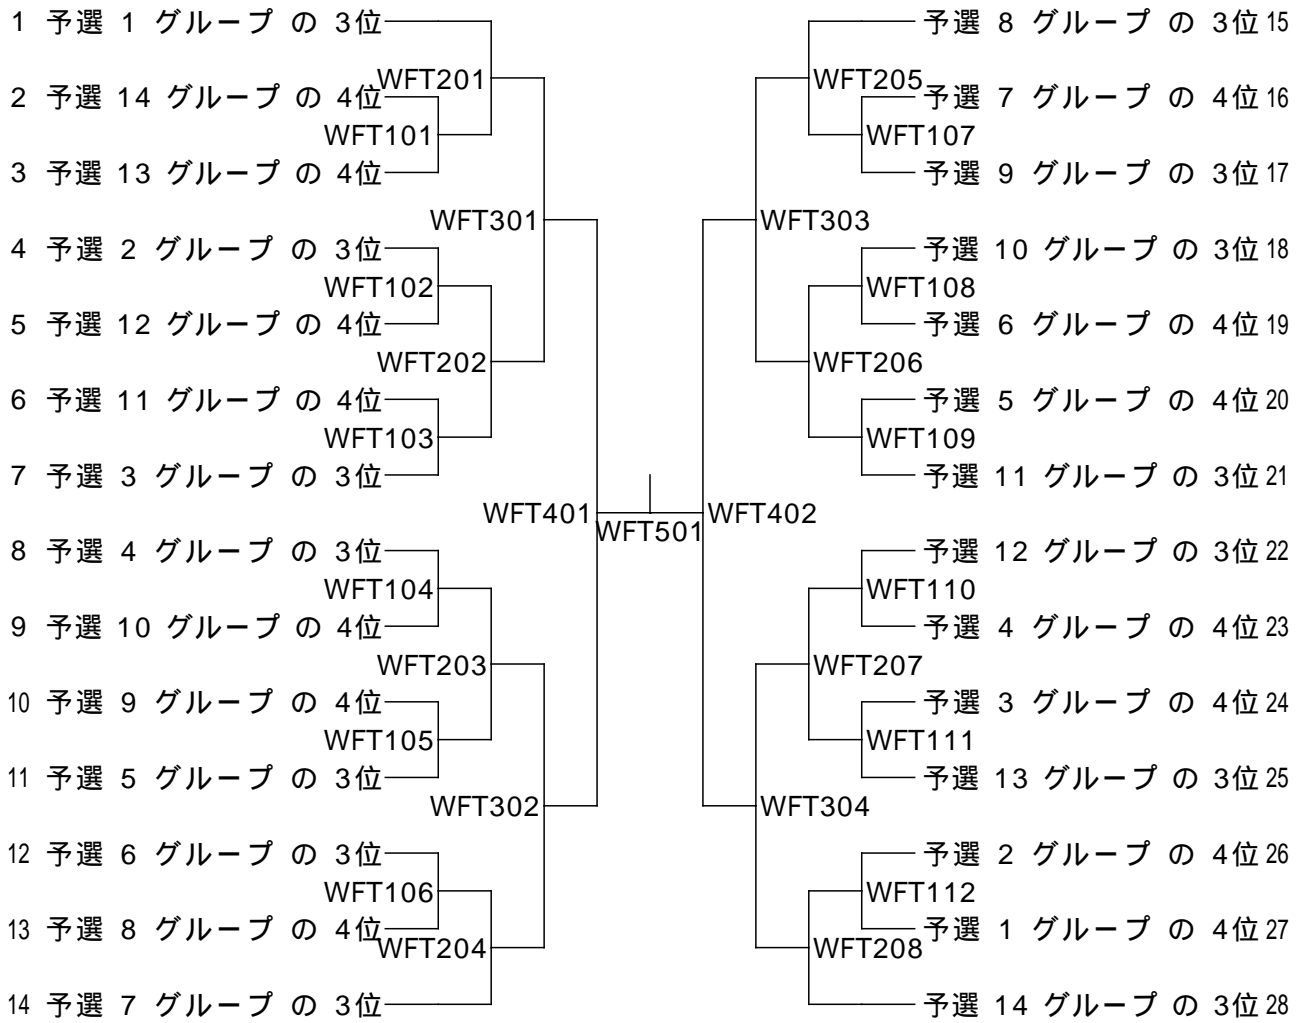 1 予選 1 グループ の 3位
2 予選 14 グループ の 4位
3 予選 13 グループ の 4位
4 予選 2 グループ の 3位
5 予選 12 グループ の 4位
6 予選 11 グループ の 4位
7 予選 3 グループ の 3位
8 予選 4 グループ の 3位
9 予選 10 グループ の 4位
10 予選 9 グループ の 4位
11 予選 5 グループ の 3位
12 予選 6 グループ の 3位
13 予選 8 グループ の 4位
14 予選 7 グループ の 3位
WFT101
WFT102
WFT103
WFT104
WFT105
WFT106
WFT201
WFT202
WFT203
WFT204
WFT301
WFT302
WFT401
WFT501
WFT402
WFT303
WFT304
WFT205
WFT206
WFT207
WFT208
WFT107
WFT108
WFT109
WFT110
WFT111
WFT112
予選 8 グループ の 3位 15
予選 7 グループ の 4位 16
予選 9 グループ の 3位 17
予選 10 グループ の 3位 18
予選 6 グループ の 4位 19
予選 5 グループ の 4位 20
予選 11 グループ の 3位 21
予選 12 グループ の 3位 22
予選 4 グループ の 4位 23
予選 3 グループ の 4位 24
予選 13 グループ の 3位 25
予選 2 グループ の 4位 26
予選 1 グループ の 4位 27
予選 14 グループ の 3位 28